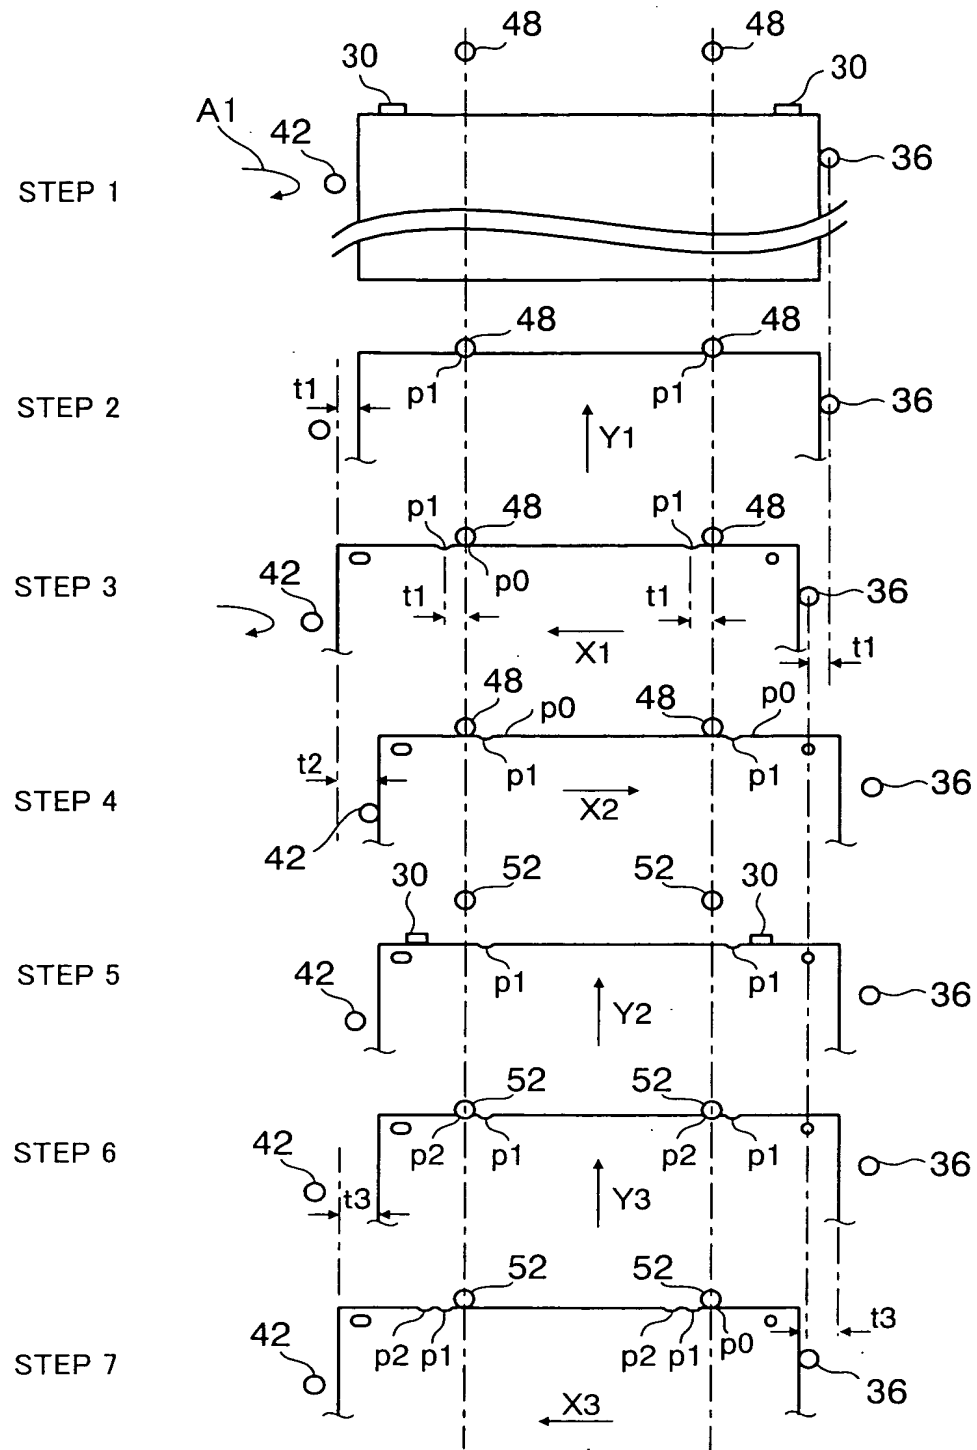 48 48
30 30
A1 42 36
STEP 1
48 48
t1 p1 p1 36
STEP 2
Y1
p1 48 p1 48
42 p0 36
STEP 3
t1 t1 t1
X1
48 p0 48 p0
t2 p1 p1 36
STEP 4
X2
42 52 52
30 30
STEP 5 42 p1 p1 36
Y2
52 52
STEP 6 42 p2 p1 p2 p1 36
t3 Y3
52 52
42 t3
STEP 7 p2 p1 p2 p1 p0
36
X3